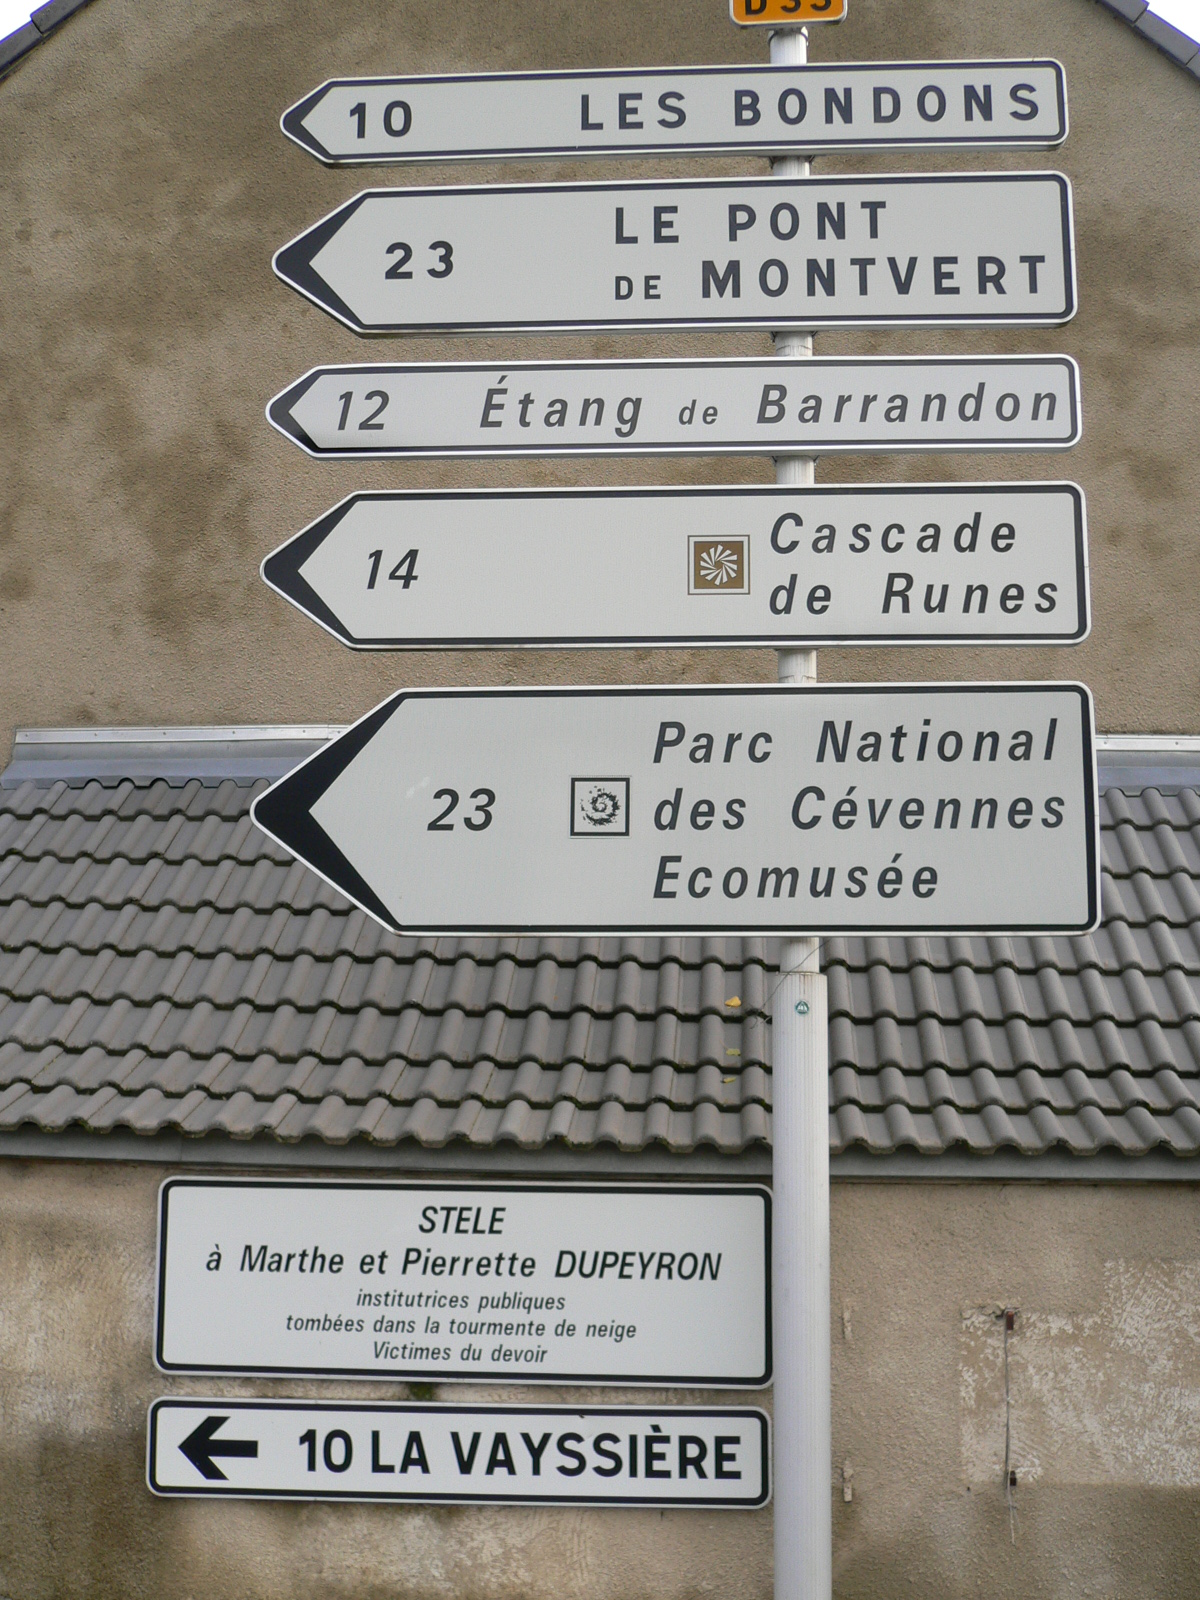 D 35
10 LES BONDONS
23 LE PONT
DE MONTVERT
12 Étang de Barrandon
14 Cascade
de Runes
Parc National
23 des Cévennes
Ecomusée
STELE
à Marthe et Pierrette DUPEYRON
institutrices publiques
tombées dans la tourmente de neige
Victimes du devoir
10 LA VAYSSIÈRE